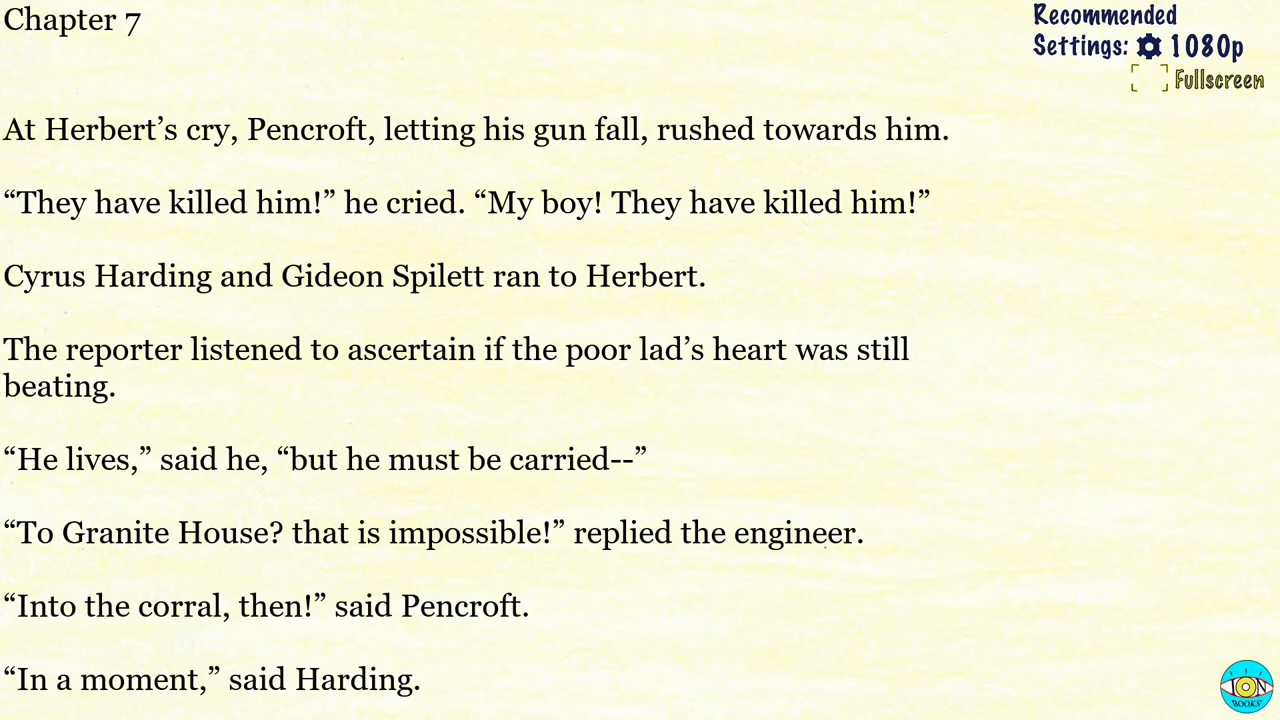 Chapter 7
Recommended
Settings: 1080p
Fullscreen
At Herbert’s cry, Pencroft, letting his gun fall, rushed towards him.
“They have killed him!” he cried. “My boy! They have killed him!”
Cyrus Harding and Gideon Spilett ran to Herbert.
The reporter listened to ascertain if the poor lad’s heart was still
beating.
“He lives,” said he, “but he must be carried--”
“To Granite House? that is impossible!” replied the engineer.
“Into the corral, then!” said Pencroft.
“In a moment,” said Harding.
ION
BOOKS